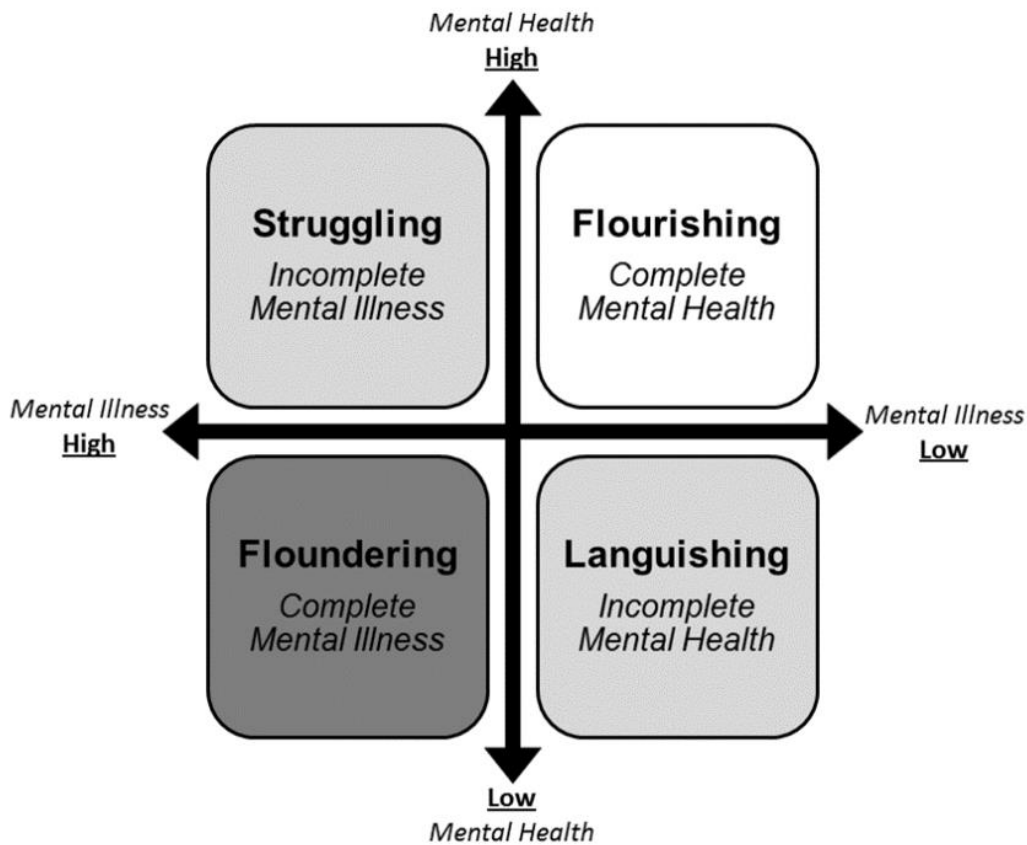 Mental Health
High
Struggling
Incomplete
Mental Illness
Flourishing
Complete
Mental Health
Mental Illness
High
Mental Illness
Low
Floundering
Complete
Mental Illness
Languishing
Incomplete
Mental Health
Low
Mental Health